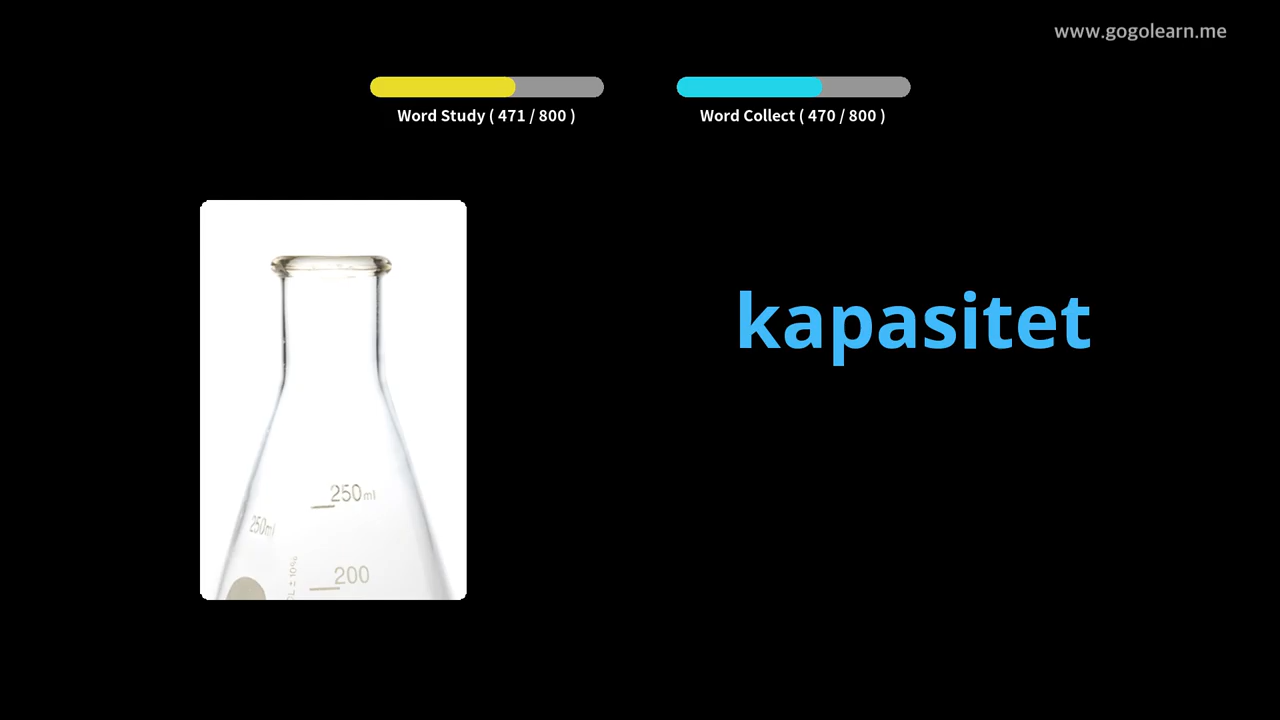 www.gogolearn.me
Word Study ( 471 / 800 )
Word Collect ( 470 / 800 )
kapasitet
250ml
250ml
200